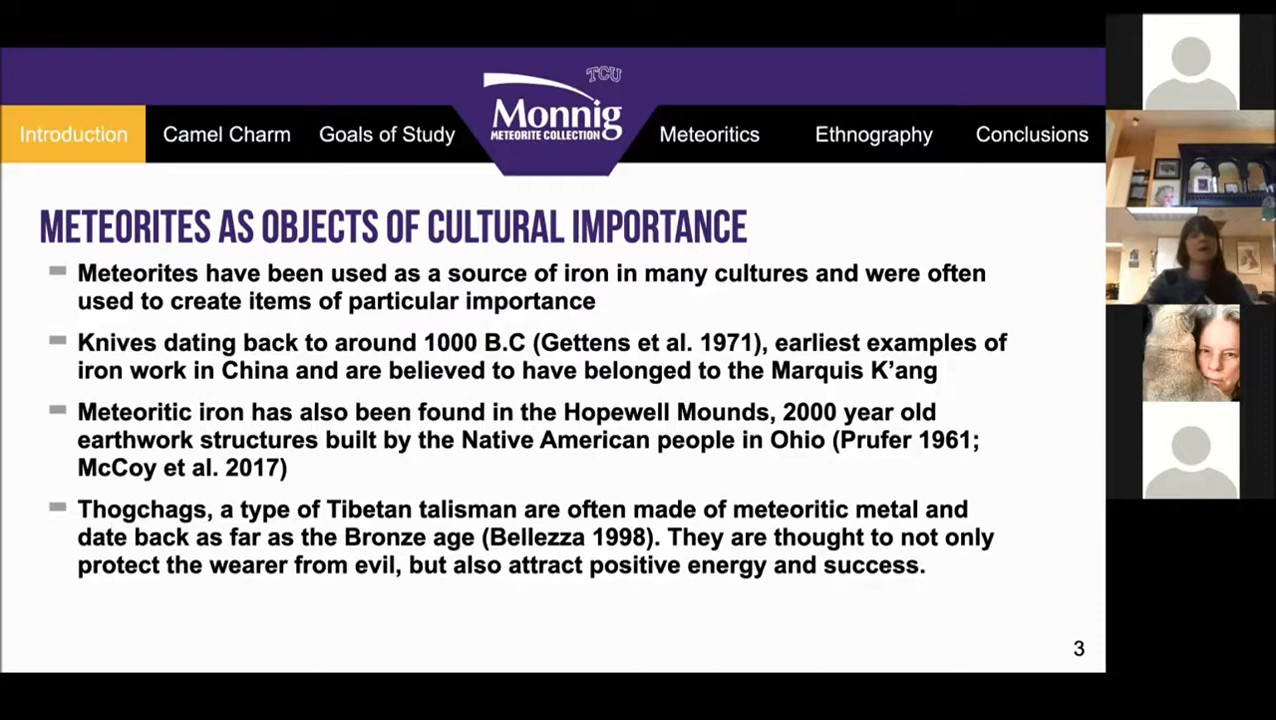 TCU
Monnig
METEORITE COLLECTION
Introduction
Camel Charm
Goals of Study
Meteoritics
Ethnography
Conclusions
METEORITES AS OBJECTS OF CULTURAL IMPORTANCE
Meteorites have been used as a source of iron in many cultures and were often
used to create items of particular importance
Knives dating back to around 1000 B.C (Gettens et al. 1971), earliest examples of
iron work in China and are believed to have belonged to the Marquis K’ang
Meteoritic iron has also been found in the Hopewell Mounds, 2000 year old
earthwork structures built by the Native American people in Ohio (Prufer 1961;
McCoy et al. 2017)
Thogchags, a type of Tibetan talisman are often made of meteoritic metal and
date back as far as the Bronze age (Bellezza 1998). They are thought to not only
protect the wearer from evil, but also attract positive energy and success.
3